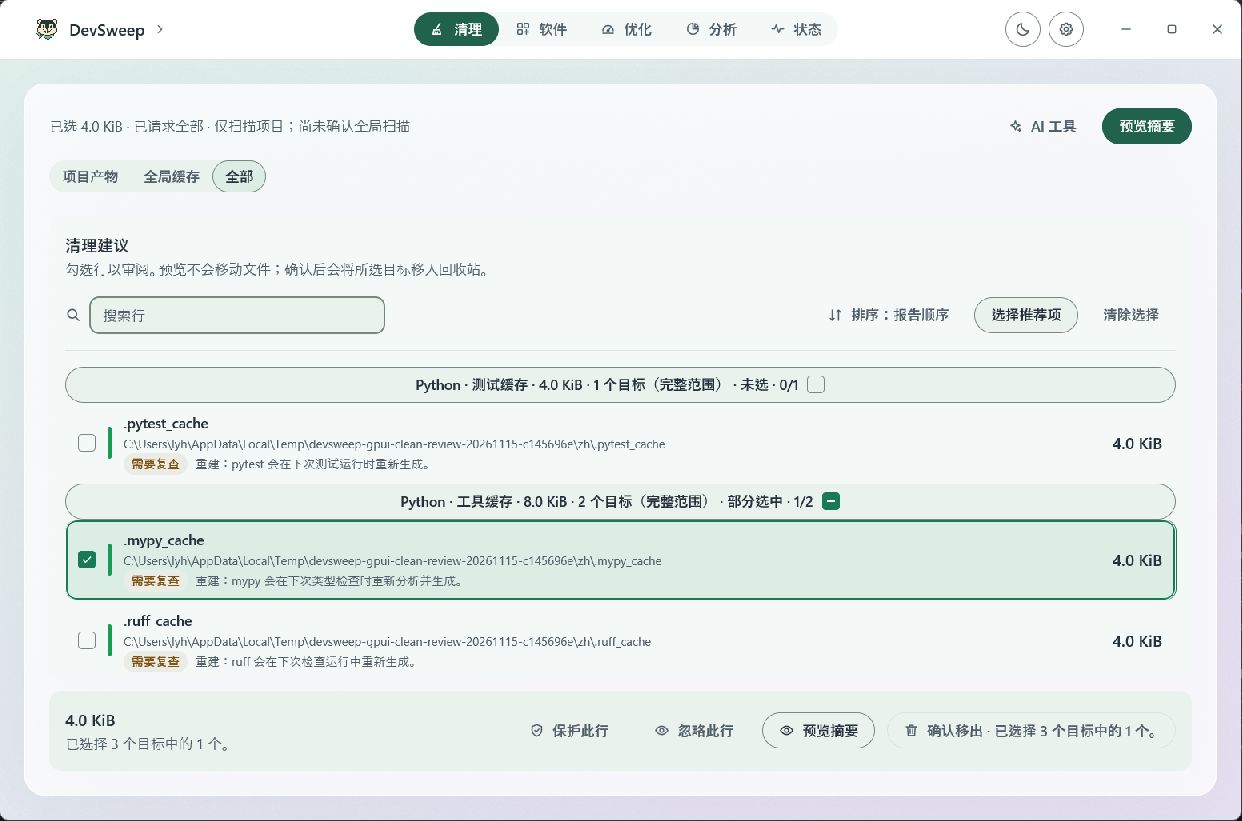 DevSweep
清理
软件
优化
分析
状态
已选 4.0 KiB · 已请求全部 · 仅扫描项目；尚未确认全局扫描
AI 工具
预览摘要
项目产物
全局缓存
全部
清理建议
勾选行以审阅。预览不会移动文件；确认后会将所选目标移入回收站。
搜索行
排序：报告顺序
选择推荐项
清除选择
Python · 测试缓存 · 4.0 KiB · 1 个目标（完整范围） · 未选 · 0/1
.pytest_cache
C:\Users\lyh\AppData\Local\Temp\devsweep-gpui-clean-review-20261115-c145696e\zh\.pytest_cache
4.0 KiB
需要复查 重建：pytest 会在下次测试运行时重新生成。
Python · 工具缓存 · 8.0 KiB · 2 个目标（完整范围） · 部分选中 · 1/2
.mypy_cache
C:\Users\lyh\AppData\Local\Temp\devsweep-gpui-clean-review-20261115-c145696e\zh\.mypy_cache
4.0 KiB
需要复查 重建：mypy 会在下次类型检查时重新分析并生成。
.ruff_cache
C:\Users\lyh\AppData\Local\Temp\devsweep-gpui-clean-review-20261115-c145696e\zh\.ruff_cache
4.0 KiB
需要复查 重建：ruff 会在下次检查运行中重新生成。
4.0 KiB
已选择 3 个目标中的 1 个。
保护此行
忽略此行
预览摘要
确认移出 · 已选择 3 个目标中的 1 个。